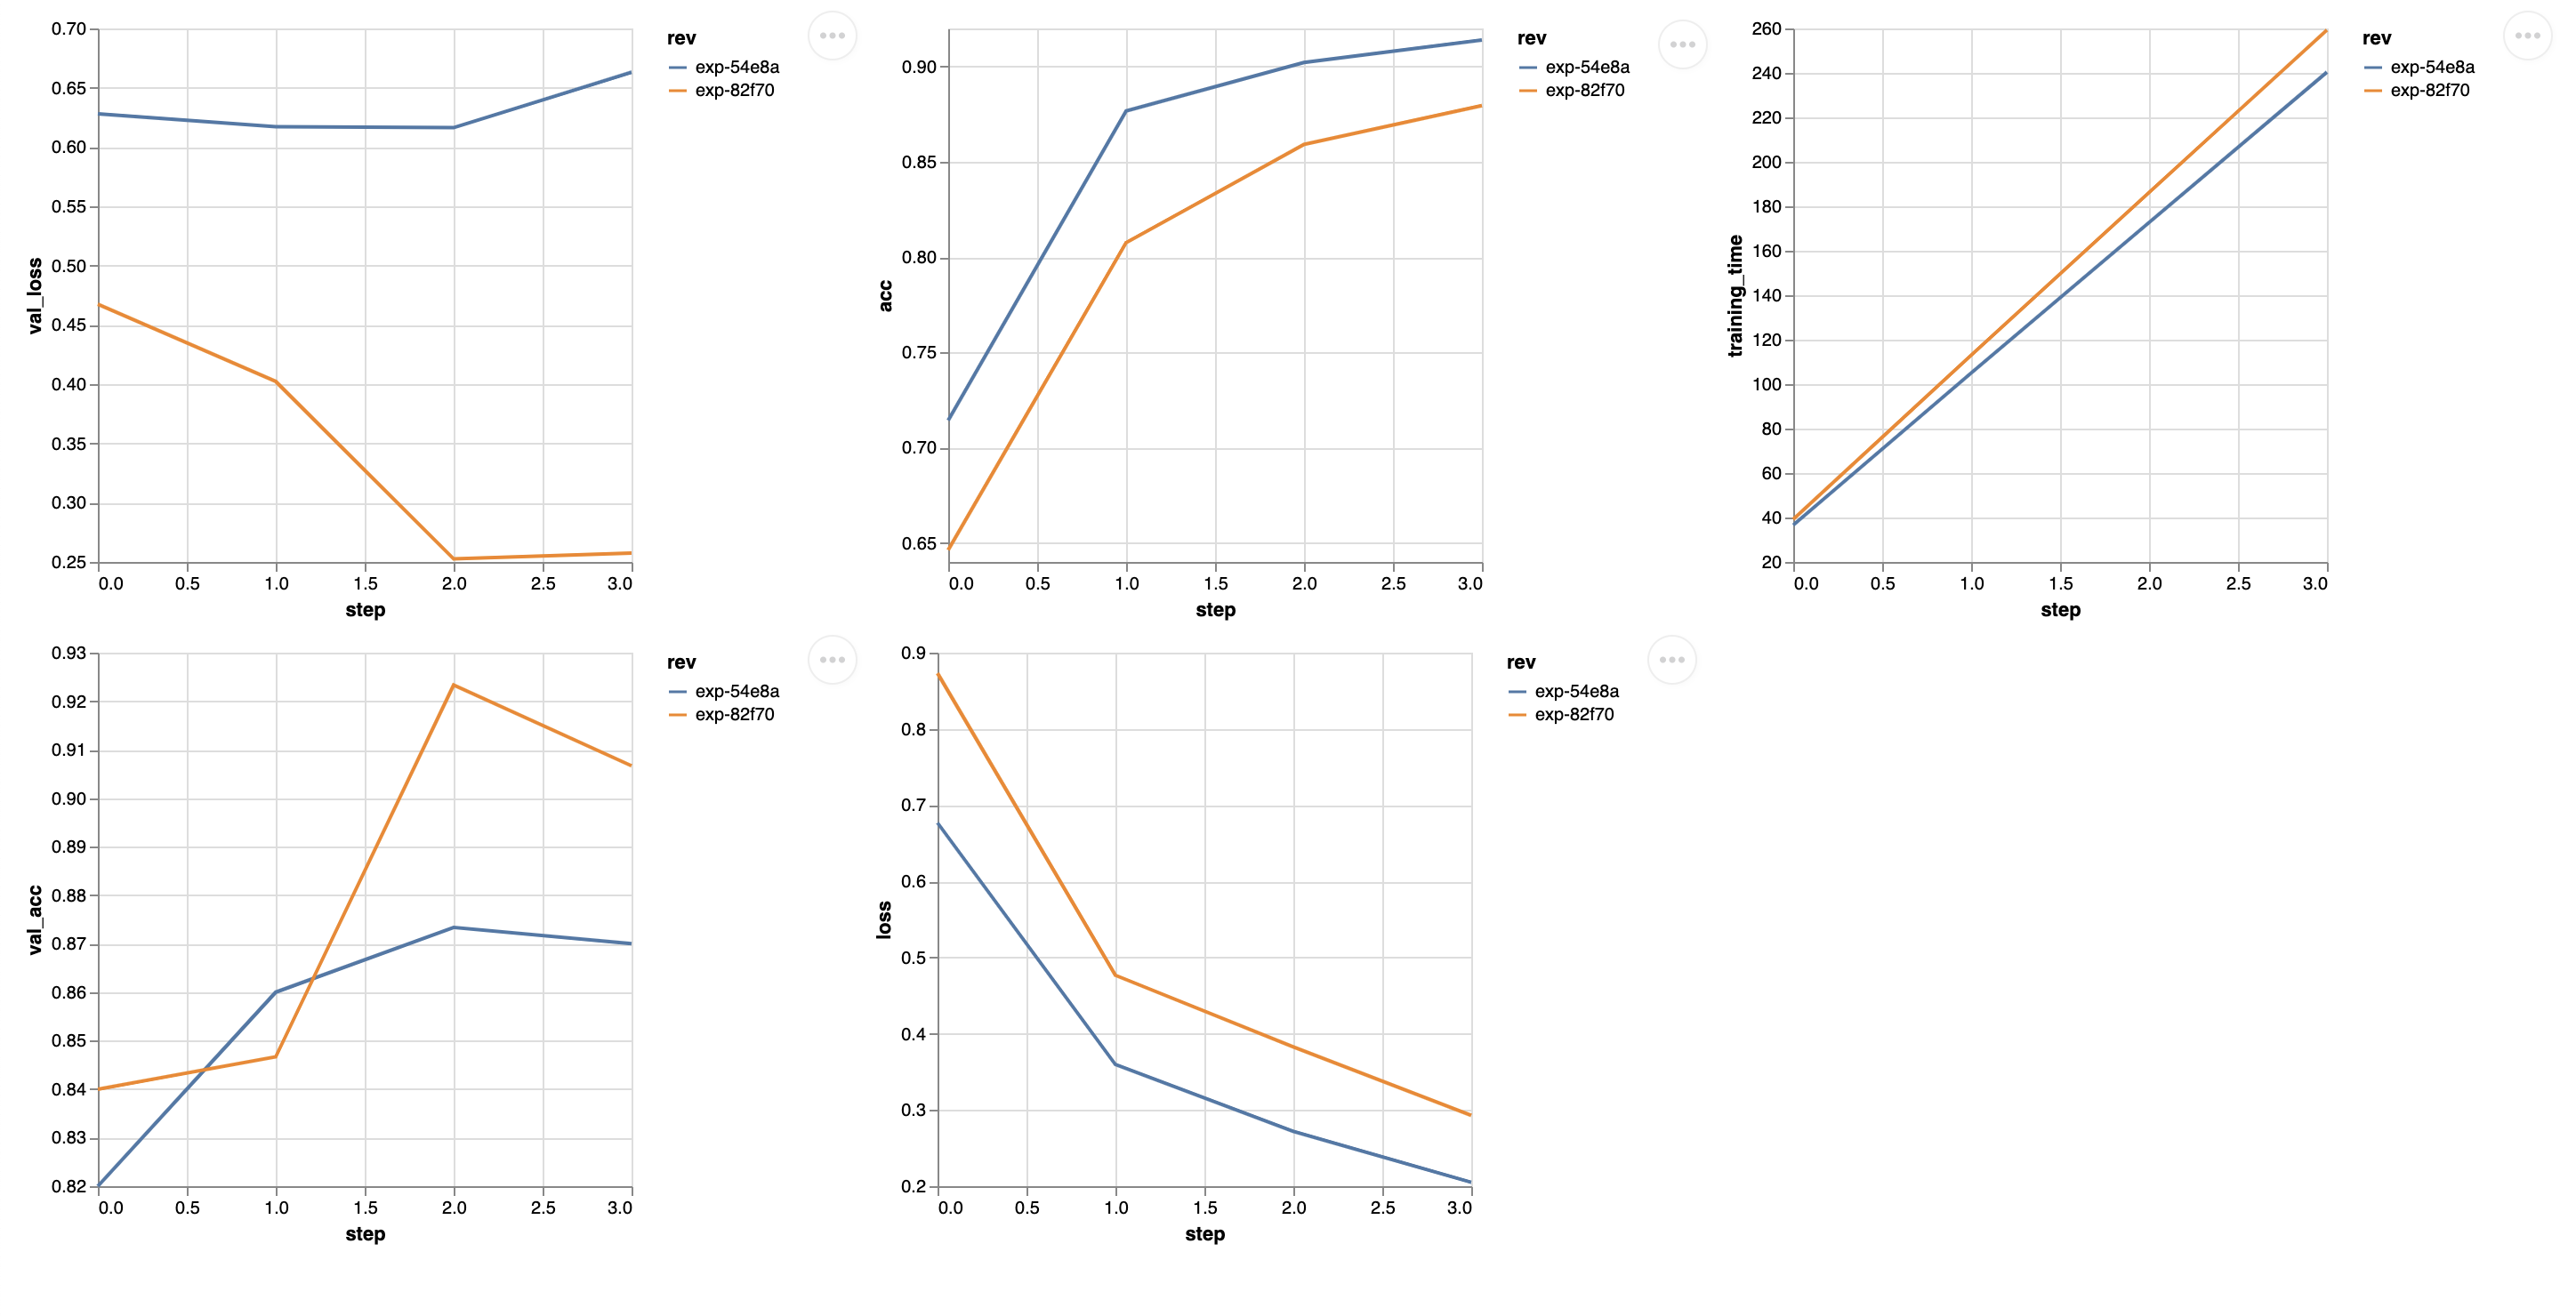 val_loss
0.70
0.65
0.60
0.55
0.50
0.45
0.40
0.35
0.30
0.25
0.0 0.5 1.0 1.5 2.0 2.5 3.0
step
rev
exp-54e8a
exp-82f70
acc
0.90
0.85
0.80
0.75
0.70
0.65
0.0 0.5 1.0 1.5 2.0 2.5 3.0
step
rev
exp-54e8a
exp-82f70
training_time
260
240
220
200
180
160
140
120
100
80
60
40
20
0.0 0.5 1.0 1.5 2.0 2.5 3.0
step
rev
exp-54e8a
exp-82f70
val_acc
0.93
0.92
0.91
0.90
0.89
0.88
0.87
0.86
0.85
0.84
0.83
0.82
0.0 0.5 1.0 1.5 2.0 2.5 3.0
step
rev
exp-54e8a
exp-82f70
loss
0.9
0.8
0.7
0.6
0.5
0.4
0.3
0.2
0.0 0.5 1.0 1.5 2.0 2.5 3.0
step
rev
exp-54e8a
exp-82f70